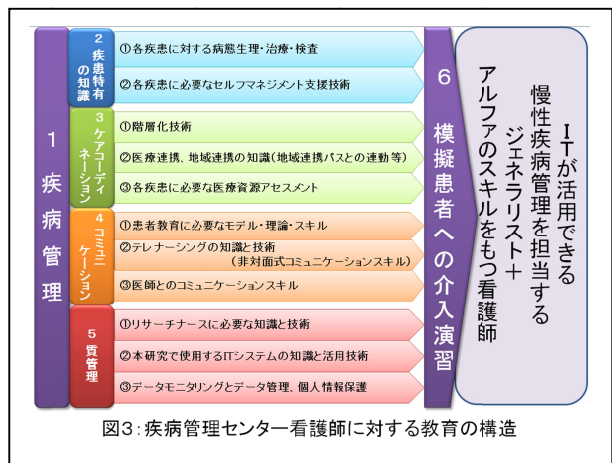 1 疾病管理
2 疾患特有
の知識
①各疾患に対する病態生理・治療・検査
②各疾患に必要なセルフマネジメント支援技術
3 ケアコーディ
ネーション
①階層化技術
②医療連携、地域連携の知識(地域連携パスとの連動等)
③各疾患に必要な医療資源アセスメント
4 コミュニ
ケーション
①患者教育に必要なモデル・理論・スキル
②テレナーシングの知識と技術
(非対面式コミュニケーションスキル)
③医師とのコミュニケーションスキル
5 質管理
①リサーチナースに必要な知識と技術
②本研究で使用するITシステムの知識と活用技術
③データモニタリングとデータ管理、個人情報保護
6 模擬患者への介入演習
ITが活用できる
慢性疾病管理を担当する
ジェネラリスト+
アルファのスキルをもつ看護師
図3:疾病管理センター看護師に対する教育の構造